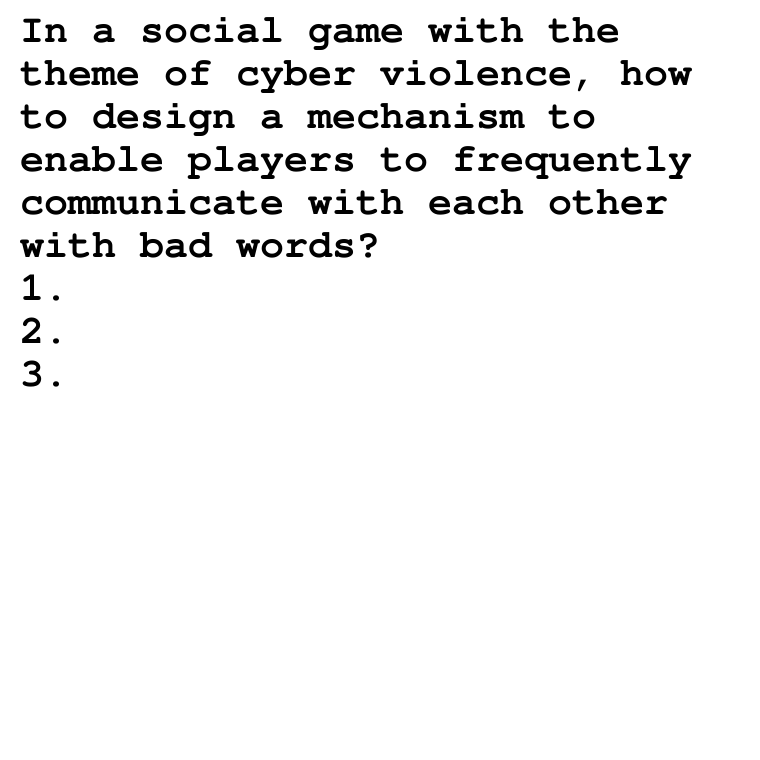 In a social game with the
theme of cyber violence, how
to design a mechanism to
enable players to frequently
communicate with each other
with bad words?
1.
2.
3.